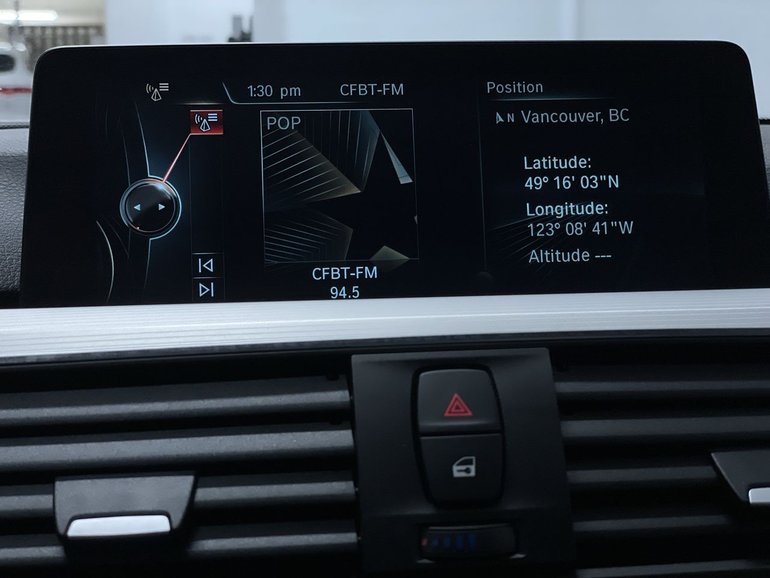 1:30 pm CFBT-FM
POP
CFBT-FM
94.5
Position
N Vancouver, BC
Latitude:
49° 16' 03"N
Longitude:
123° 08' 41"W
Altitude ---